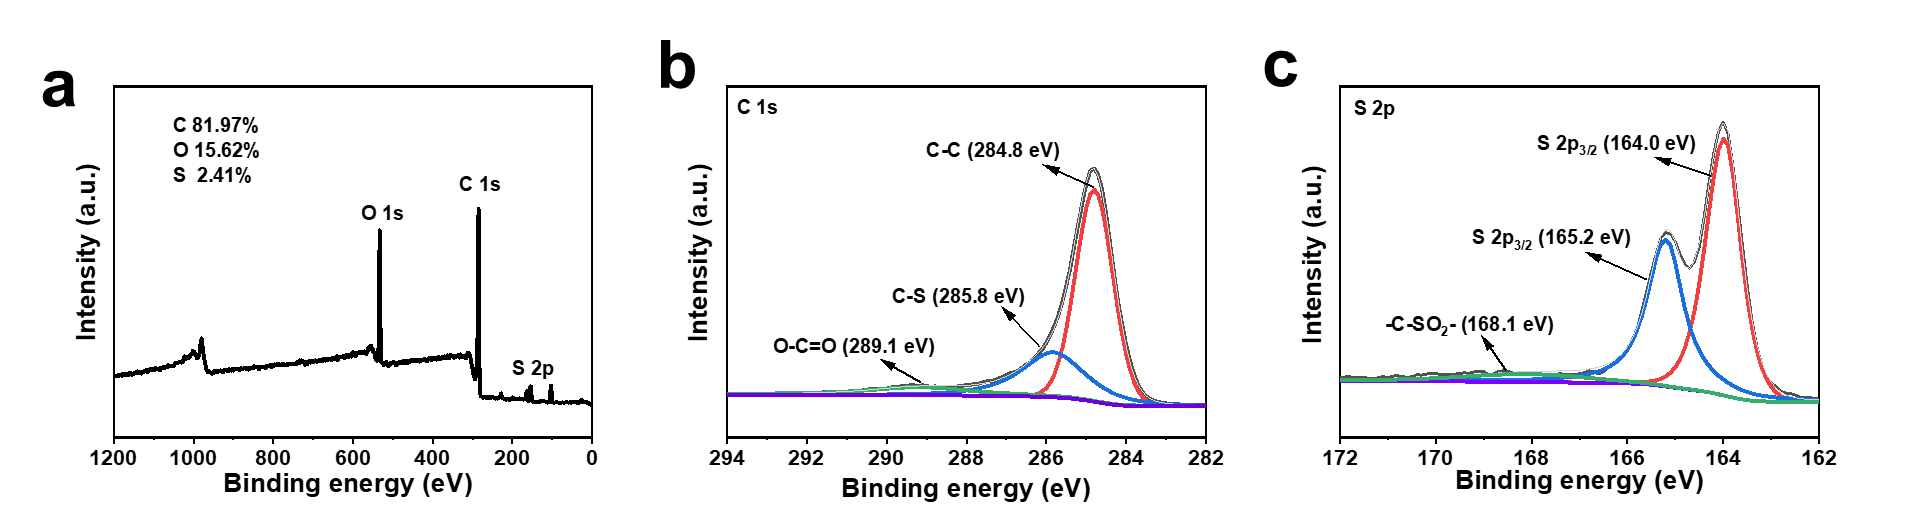 a
C 81.97%
O 15.62%
S 2.41%
O 1s
C 1s
S 2p
Intensity (a.u.)
1200 1000 800 600 400 200 0
Binding energy (eV)
b
C 1s
C-C (284.8 eV)
C-S (285.8 eV)
O-C=O (289.1 eV)
Intensity (a.u.)
294 292 290 288 286 284 282
Binding energy (eV)
c
S 2p
S 2p3/2 (164.0 eV)
S 2p3/2 (165.2 eV)
-C-SO2- (168.1 eV)
Intensity (a.u.)
172 170 168 166 164 162
Binding energy (eV)